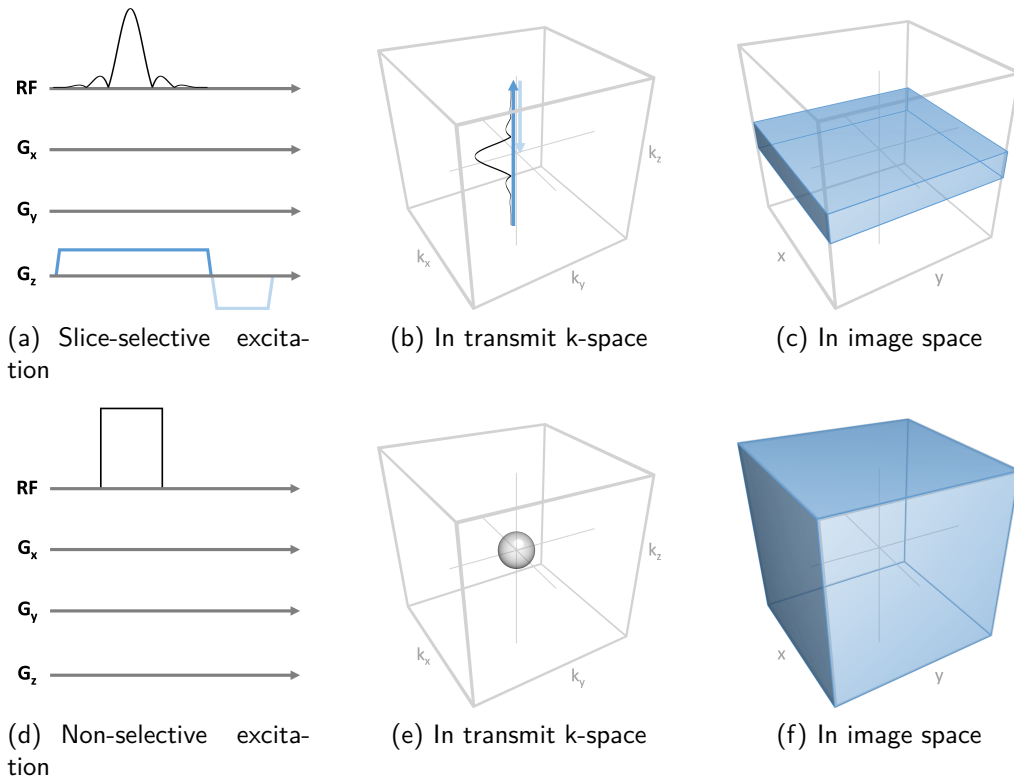 RF
Gx
Gy
Gz
kx
ky
kz
x
y
(a) Slice-selective excita-
tion
(b) In transmit k-space
(c) In image space
RF
Gx
Gy
Gz
kx
ky
kz
x
y
(d) Non-selective excita-
tion
(e) In transmit k-space
(f) In image space